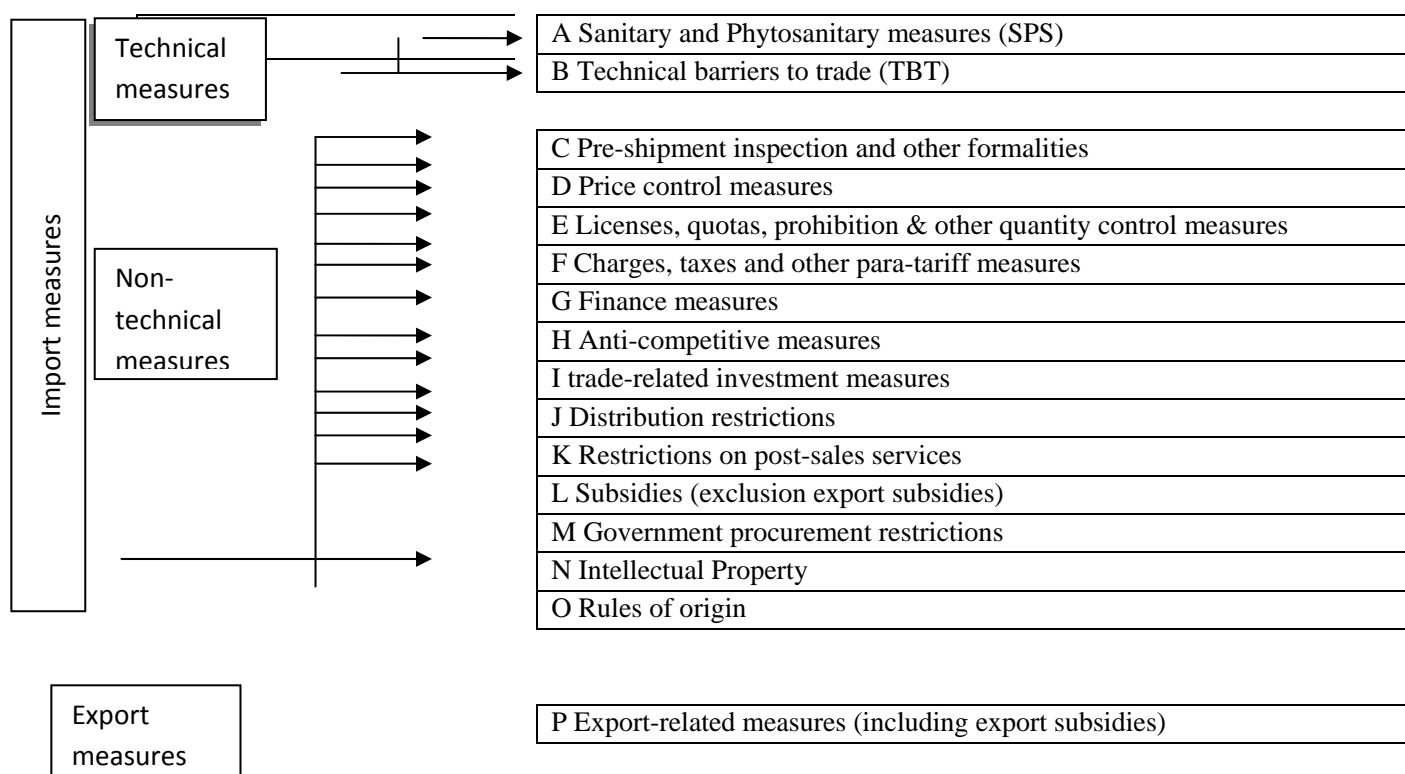 Import measures
Technical
measures
A Sanitary and Phytosanitary measures (SPS)
B Technical barriers to trade (TBT)
Non-
technical
measures
C Pre-shipment inspection and other formalities
D Price control measures
E Licenses, quotas, prohibition & other quantity control measures
F Charges, taxes and other para-tariff measures
G Finance measures
H Anti-competitive measures
I trade-related investment measures
J Distribution restrictions
K Restrictions on post-sales services
L Subsidies (exclusion export subsidies)
M Government procurement restrictions
N Intellectual Property
O Rules of origin
Export
measures
P Export-related measures (including export subsidies)